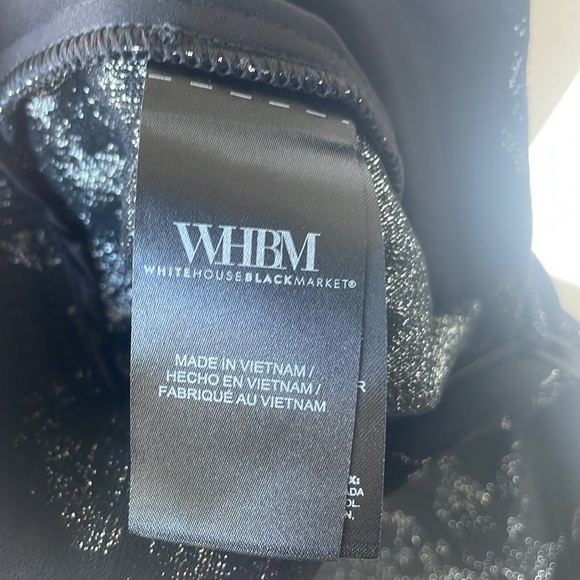 WHBM
WHITEHOUSEBLACKMARKET®
MADE IN VIETNAM /
HECHO EN VIETNAM /
FABRIQUÉ AU VIETNAM
R